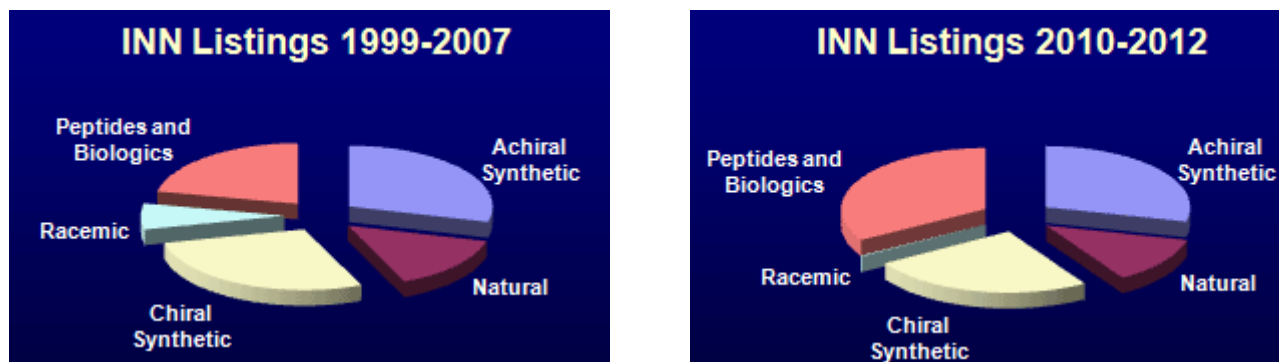 INN Listings 1999-2007
Peptides and
Biologics
Achiral
Synthetic
Racemic
Natural
Chiral
Synthetic
INN Listings 2010-2012
Peptides and
Biologics
Achiral
Synthetic
Racemic
Natural
Chiral
Synthetic